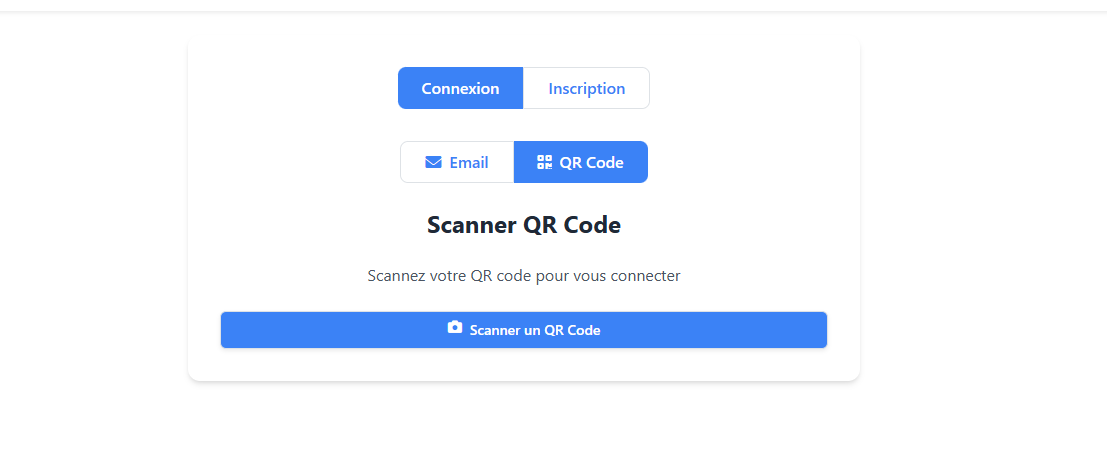 Connexion Inscription
Email QR Code
Scanner QR Code
Scannez votre QR code pour vous connecter
Scanner un QR Code